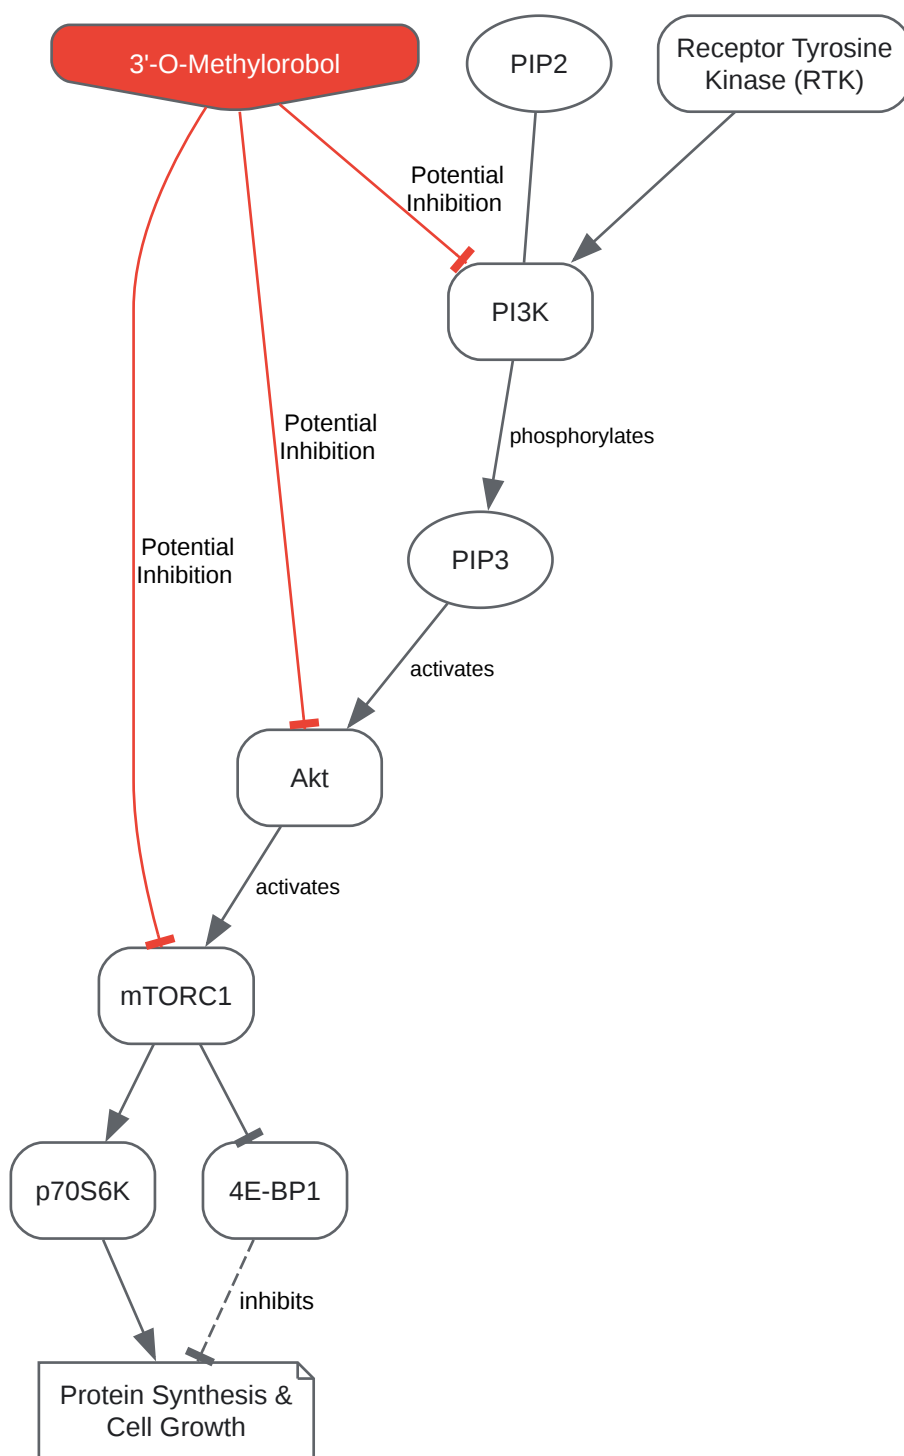 3'-O-Methylorobol
PIP2
Receptor Tyrosine
Kinase (RTK)
Potential
Inhibition
PI3K
Potential
Inhibition
phosphorylates
Potential
Inhibition
PIP3
activates
Akt
activates
mTORC1
p70S6K
4E-BP1
inhibits
Protein Synthesis &
Cell Growth